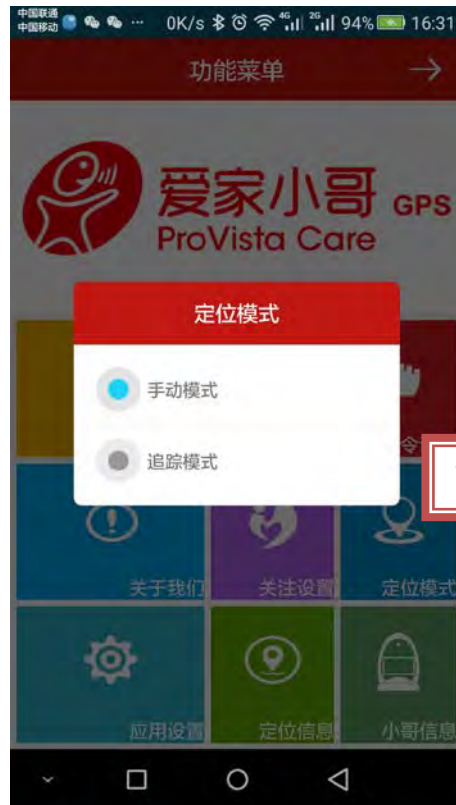 中国联通
中国移动 ··· 0K/s 4G 2G 94% 16:31
功能菜单
爱家小哥 GPS
ProVista Care
定位模式
手动模式
追踪模式
令
关于我们 关注设置 定位模式
应用设置 定位信息 小哥信息